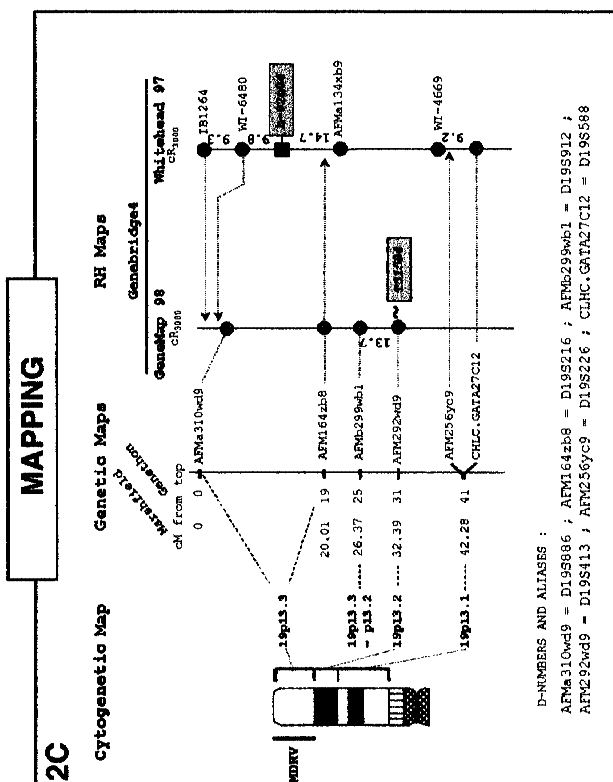 2C
MAPPING
Cytogenetic Map
Genetic Maps
RH Maps
Genebridge4
Marshfield
Genethon
cM from top
GeneMap 98
cR3000
Whitehead 97
cR3000
MDRV
19p13.3
19p13.3
- p13.2
19p13.2
19p13.1
0 0
20.01 19
26.37 25
32.39 31
42.28 41
AFMa310wd9
AFM164zb8
AFMb299wb1
AFM292wd9
AFM256yc9
CHLC.GATA27C12
13.7
IB1264
9.3
WI-6480
9.8
14.7
AFMa134xb9
WI-4669
9.2
D-NUMBERS AND ALIASES :
AFMa310wd9 = D19S886 ; AFM164zb8 = D19S216 ; AFMb299wb1 = D19S912 ;
AFM292wd9 = D19S413 ; AFM256yc9 = D19S226 ; CLHC.GATA27C12 = D19S588